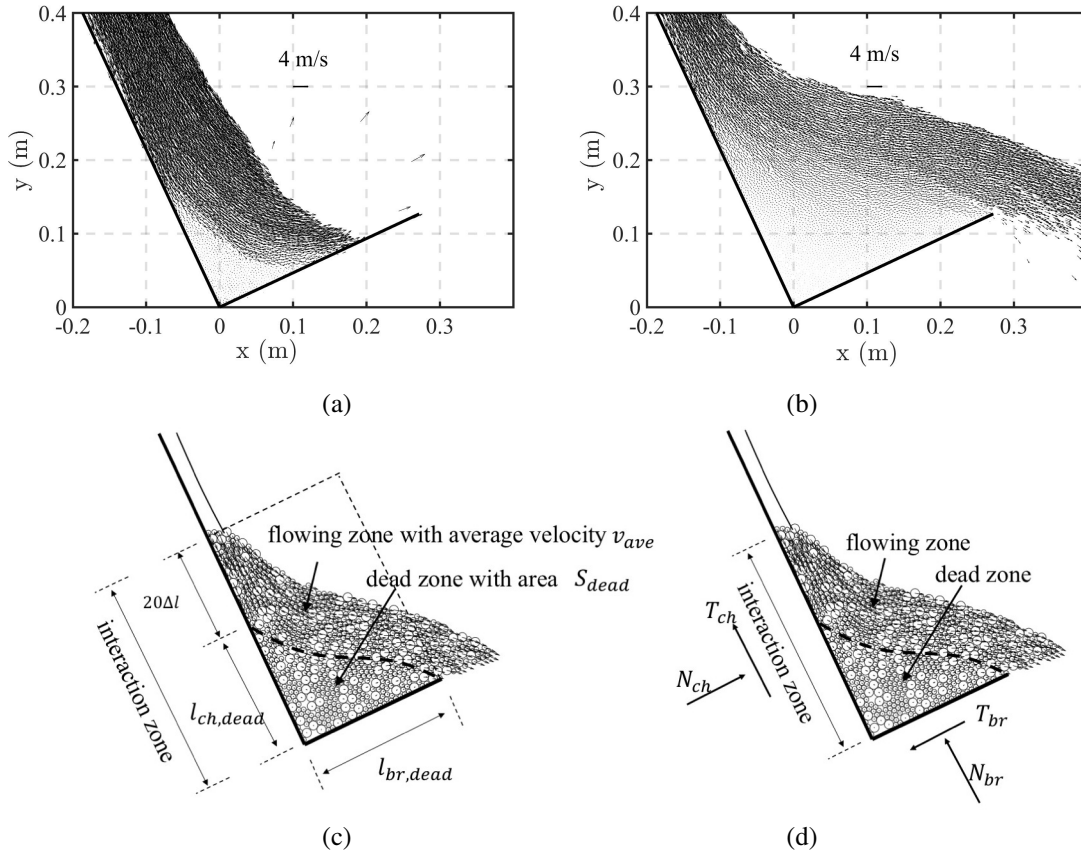 0.4
0.3
0.2
0.1
0
y (m)
4 m/s
-0.2 -0.1 0 0.1 0.2 0.3
x (m)
(a)
0.4
0.3
0.2
0.1
0
y (m)
4 m/s
-0.2 -0.1 0 0.1 0.2 0.3
x (m)
(b)
flowing zone with average velocity v_ave
dead zone with area S_dead
20Δl
interaction zone
l_ch,dead
l_br,dead
(c)
flowing zone
dead zone
T_ch
interaction zone
N_ch
T_br
N_br
(d)